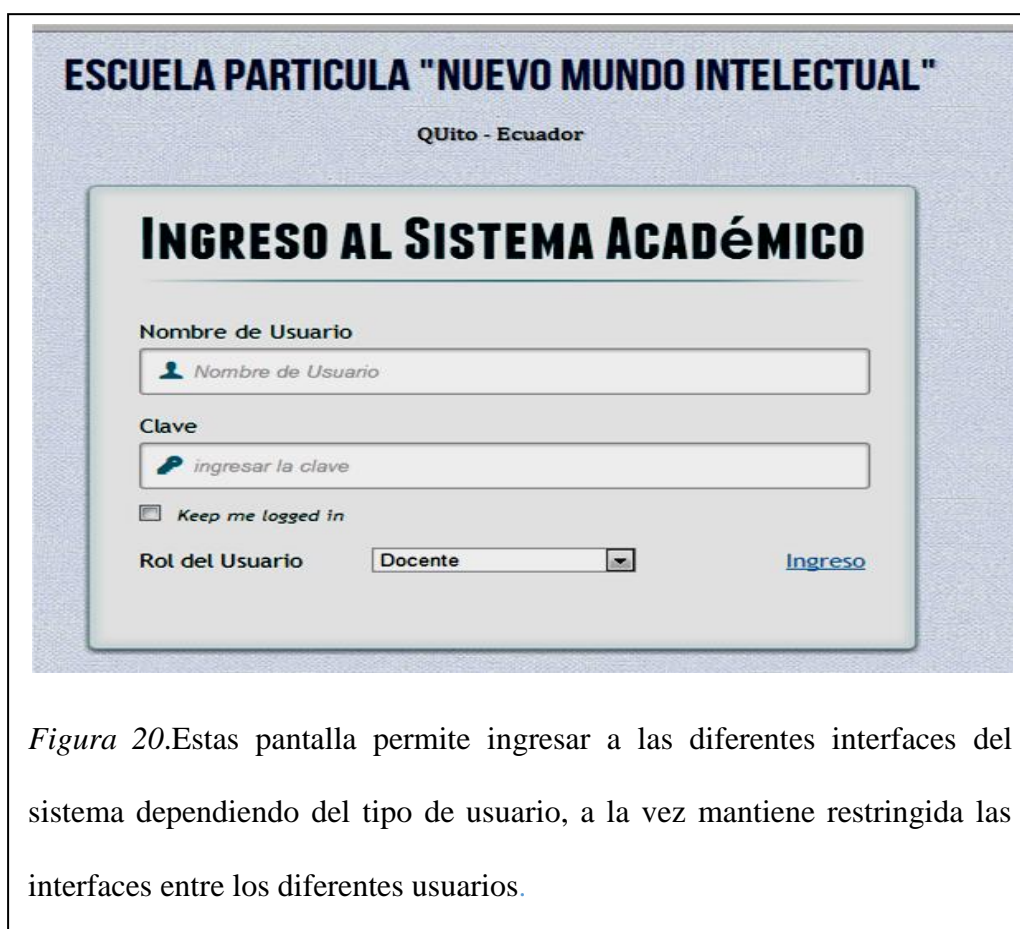 ESCUELA PARTICULA "NUEVO MUNDO INTELECTUAL"
QUito - Ecuador
INGRESO AL SISTEMA ACADéMICO
Nombre de Usuario
Nombre de Usuario
Clave
ingresar la clave
Keep me logged in
Rol del Usuario Docente Ingreso
Figura 20.Estas pantalla permite ingresar a las diferentes interfaces del
sistema dependiendo del tipo de usuario, a la vez mantiene restringida las
interfaces entre los diferentes usuarios.